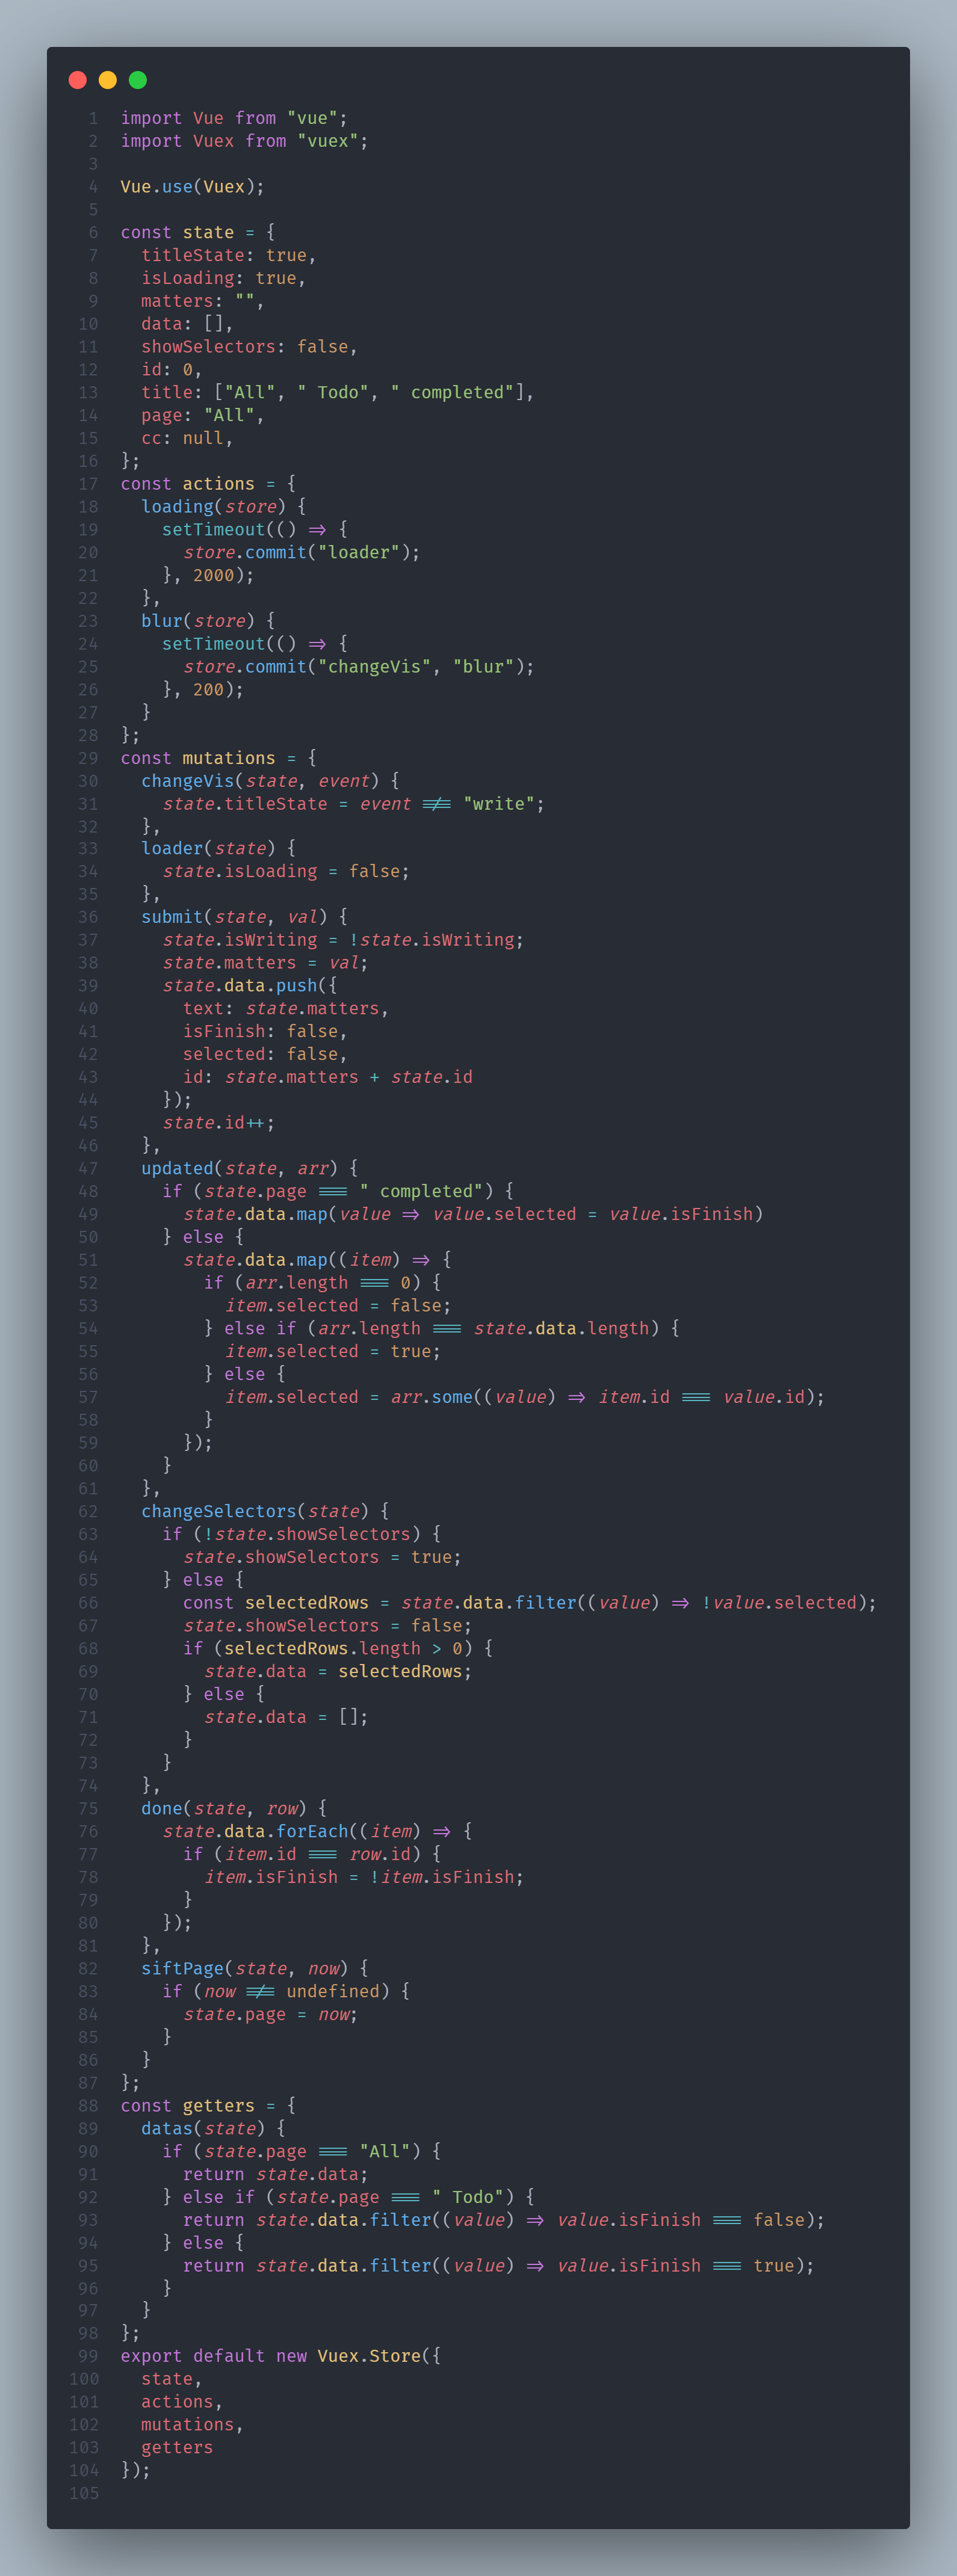 1 import Vue from "vue";
2 import Vuex from "vuex";
3
4 Vue.use(Vuex);
5
6 const state = {
7   titleState: true,
8   isLoading: true,
9   matters: "",
10   data: [],
11   showSelectors: false,
12   id: 0,
13   title: ["All", " Todo", " completed"],
14   page: "All",
15   cc: null,
16 };
17 const actions = {
18   loading(store) {
19     setTimeout(() => {
20       store.commit("loader");
21     }, 2000);
22   },
23   blur(store) {
24     setTimeout(() => {
25       store.commit("changeVis", "blur");
26     }, 200);
27   }
28 };
29 const mutations = {
30   changeVis(state, event) {
31     state.titleState = event !== "write";
32   },
33   loader(state) {
34     state.isLoading = false;
35   },
36   submit(state, val) {
37     state.isWriting = !state.isWriting;
38     state.matters = val;
39     state.data.push({
40       text: state.matters,
41       isFinish: false,
42       selected: false,
43       id: state.matters + state.id
44     });
45     state.id++;
46   },
47   updated(state, arr) {
48     if (state.page === " completed") {
49       state.data.map(value => value.selected = value.isFinish)
50     } else {
51       state.data.map((item) => {
52         if (arr.length === 0) {
53           item.selected = false;
54         } else if (arr.length === state.data.length) {
55           item.selected = true;
56         } else {
57           item.selected = arr.some((value) => item.id === value.id);
58         }
59       });
60     }
61   },
62   changeSelectors(state) {
63     if (!state.showSelectors) {
64       state.showSelectors = true;
65     } else {
66       const selectedRows = state.data.filter((value) => !value.selected);
67       state.showSelectors = false;
68       if (selectedRows.length > 0) {
69         state.data = selectedRows;
70       } else {
71         state.data = [];
72       }
73     }
74   },
75   done(state, row) {
76     state.data.forEach((item) => {
77       if (item.id === row.id) {
78         item.isFinish = !item.isFinish;
79       }
80     });
81   },
82   siftPage(state, now) {
83     if (now !== undefined) {
84       state.page = now;
85     }
86   }
87 };
88 const getters = {
89   datas(state) {
90     if (state.page === "All") {
91       return state.data;
92     } else if (state.page === " Todo") {
93       return state.data.filter((value) => value.isFinish === false);
94     } else {
95       return state.data.filter((value) => value.isFinish === true);
96     }
97   }
98 };
99 export default new Vuex.Store({
100   state,
101   actions,
102   mutations,
103   getters
104 });
105